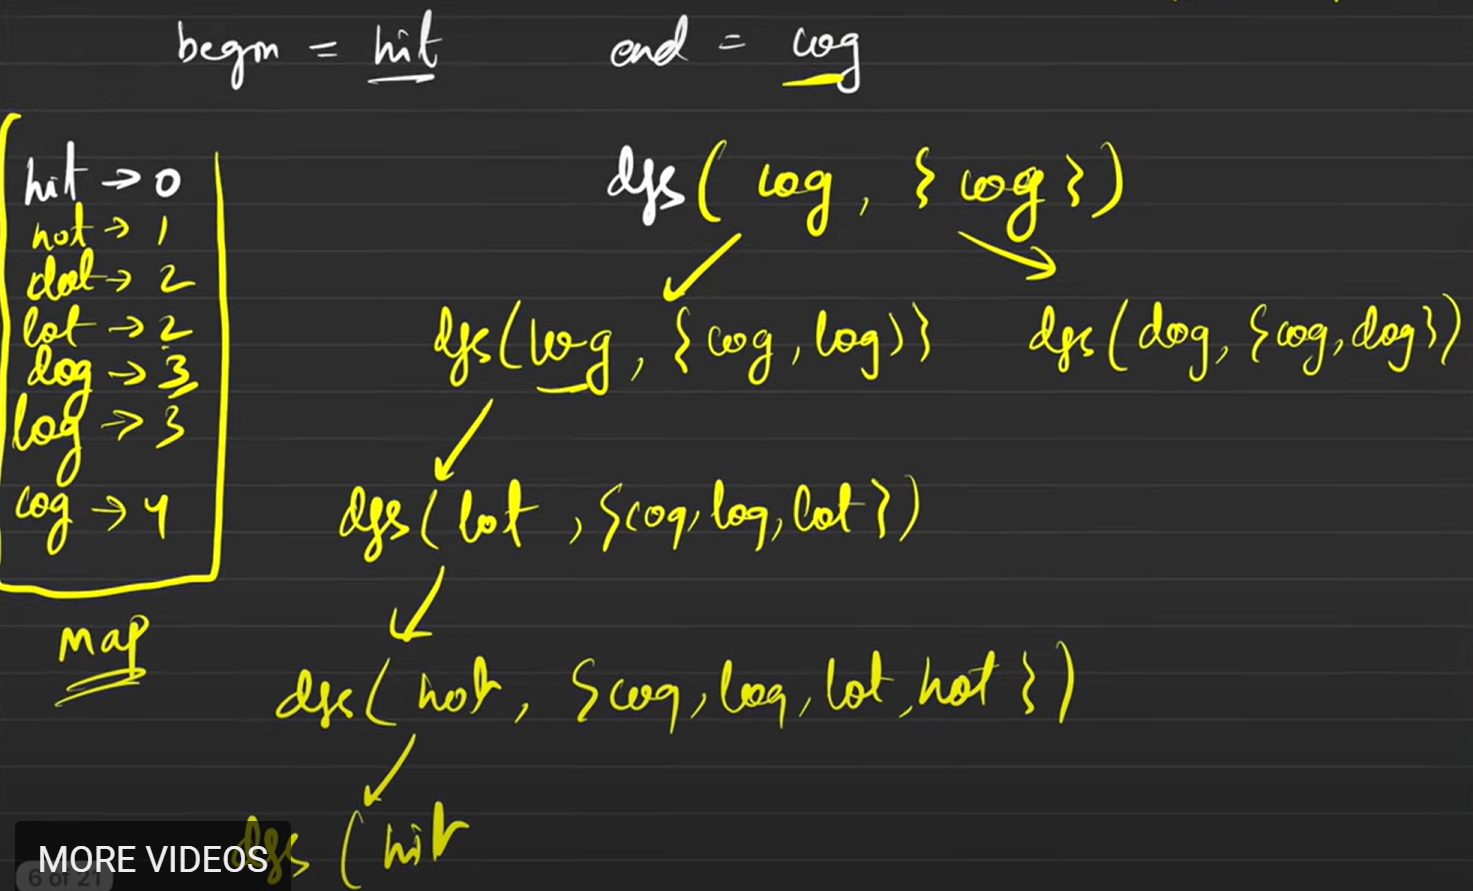 begin = hit end = cog
hit → 0
hot → 1
dot → 2
lot → 2
dog → 3
log → 3
cog → 4
Map
dfs( cog, { cog })
dfs(log, {cog, log)} dfs(dog, {cog, dog})
dfs(lot, {cog, log, lot})
dfs(hot, {cog, log, lot, hot})
dfs (hit
MORE VIDEOS
6 of 21